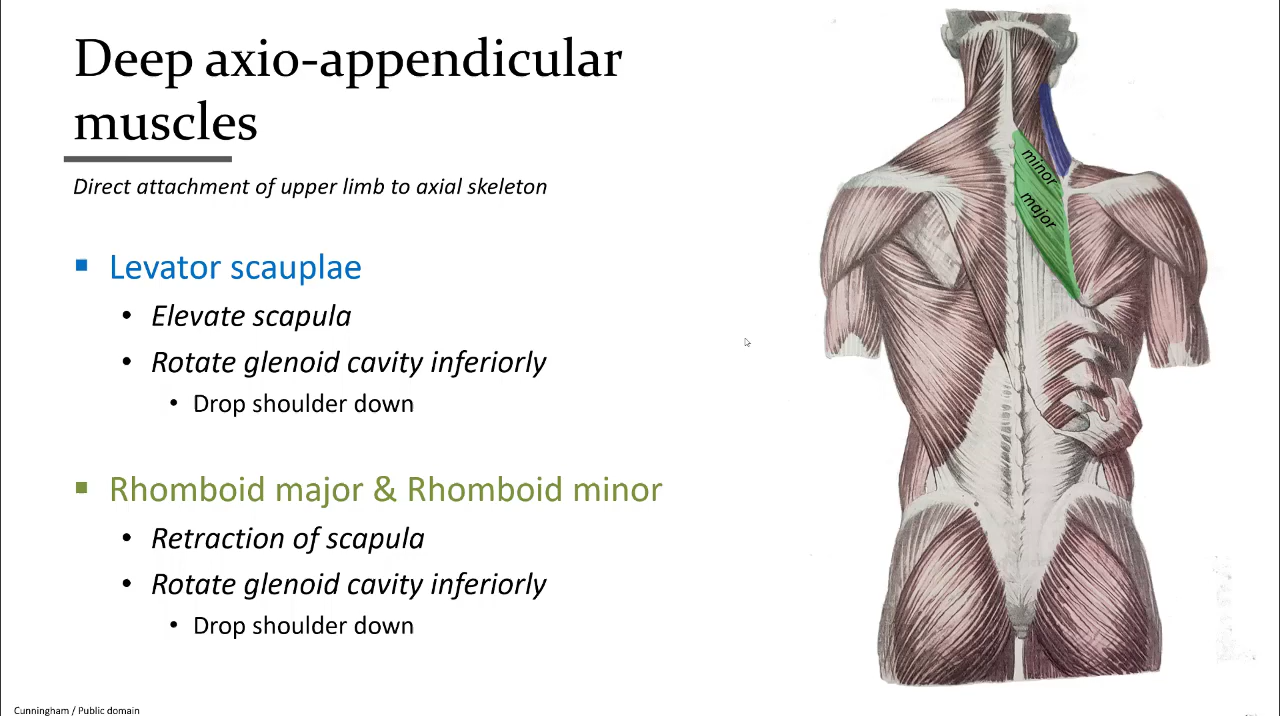 Deep axio-appendicular
muscles
Direct attachment of upper limb to axial skeleton
▪ Levator scauplae
• Elevate scapula
• Rotate glenoid cavity inferiorly
• Drop shoulder down
▪ Rhomboid major & Rhomboid minor
• Retraction of scapula
• Rotate glenoid cavity inferiorly
• Drop shoulder down
minor
major
Cunningham / Public domain